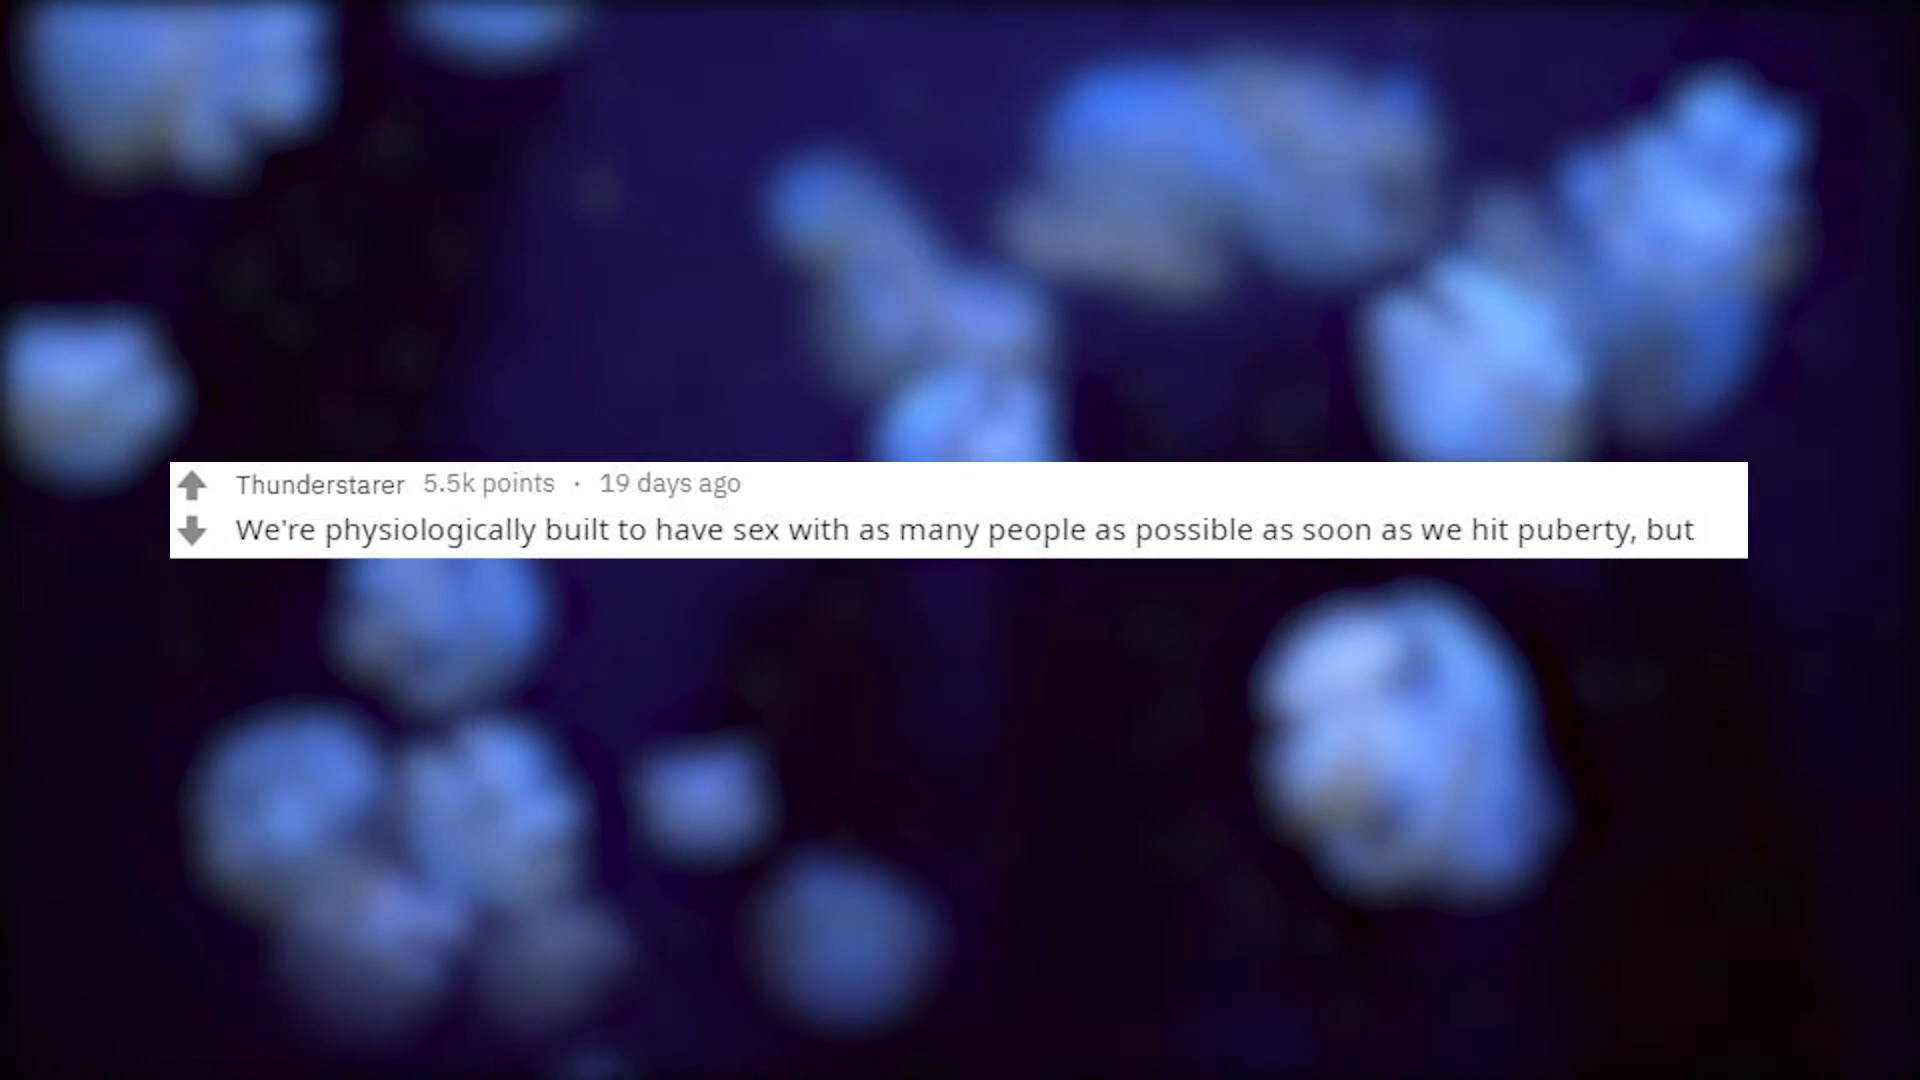 Thunderstarer 5.5k points · 19 days ago
We're physiologically built to have sex with as many people as possible as soon as we hit puberty, but